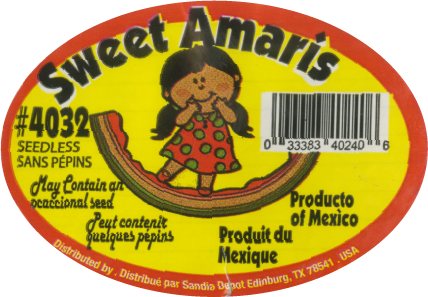 Sweet Amaris
#4032
SEEDLESS
SANS PÉPINS
May Contain an
occacional seed
Peut contenir
quelques pepins
0 33383 40240 6
Producto
of Mexico
Produit du
Mexique
Distributed by , Distribué par Sandia Depot Edinburg, TX 78541 . USA